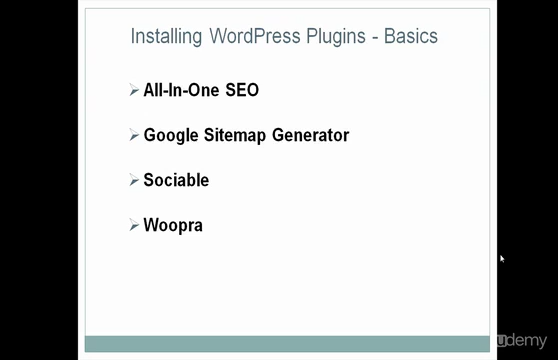 Installing WordPress Plugins - Basics
All-In-One SEO
Google Sitemap Generator
Sociable
Woopra
udemy